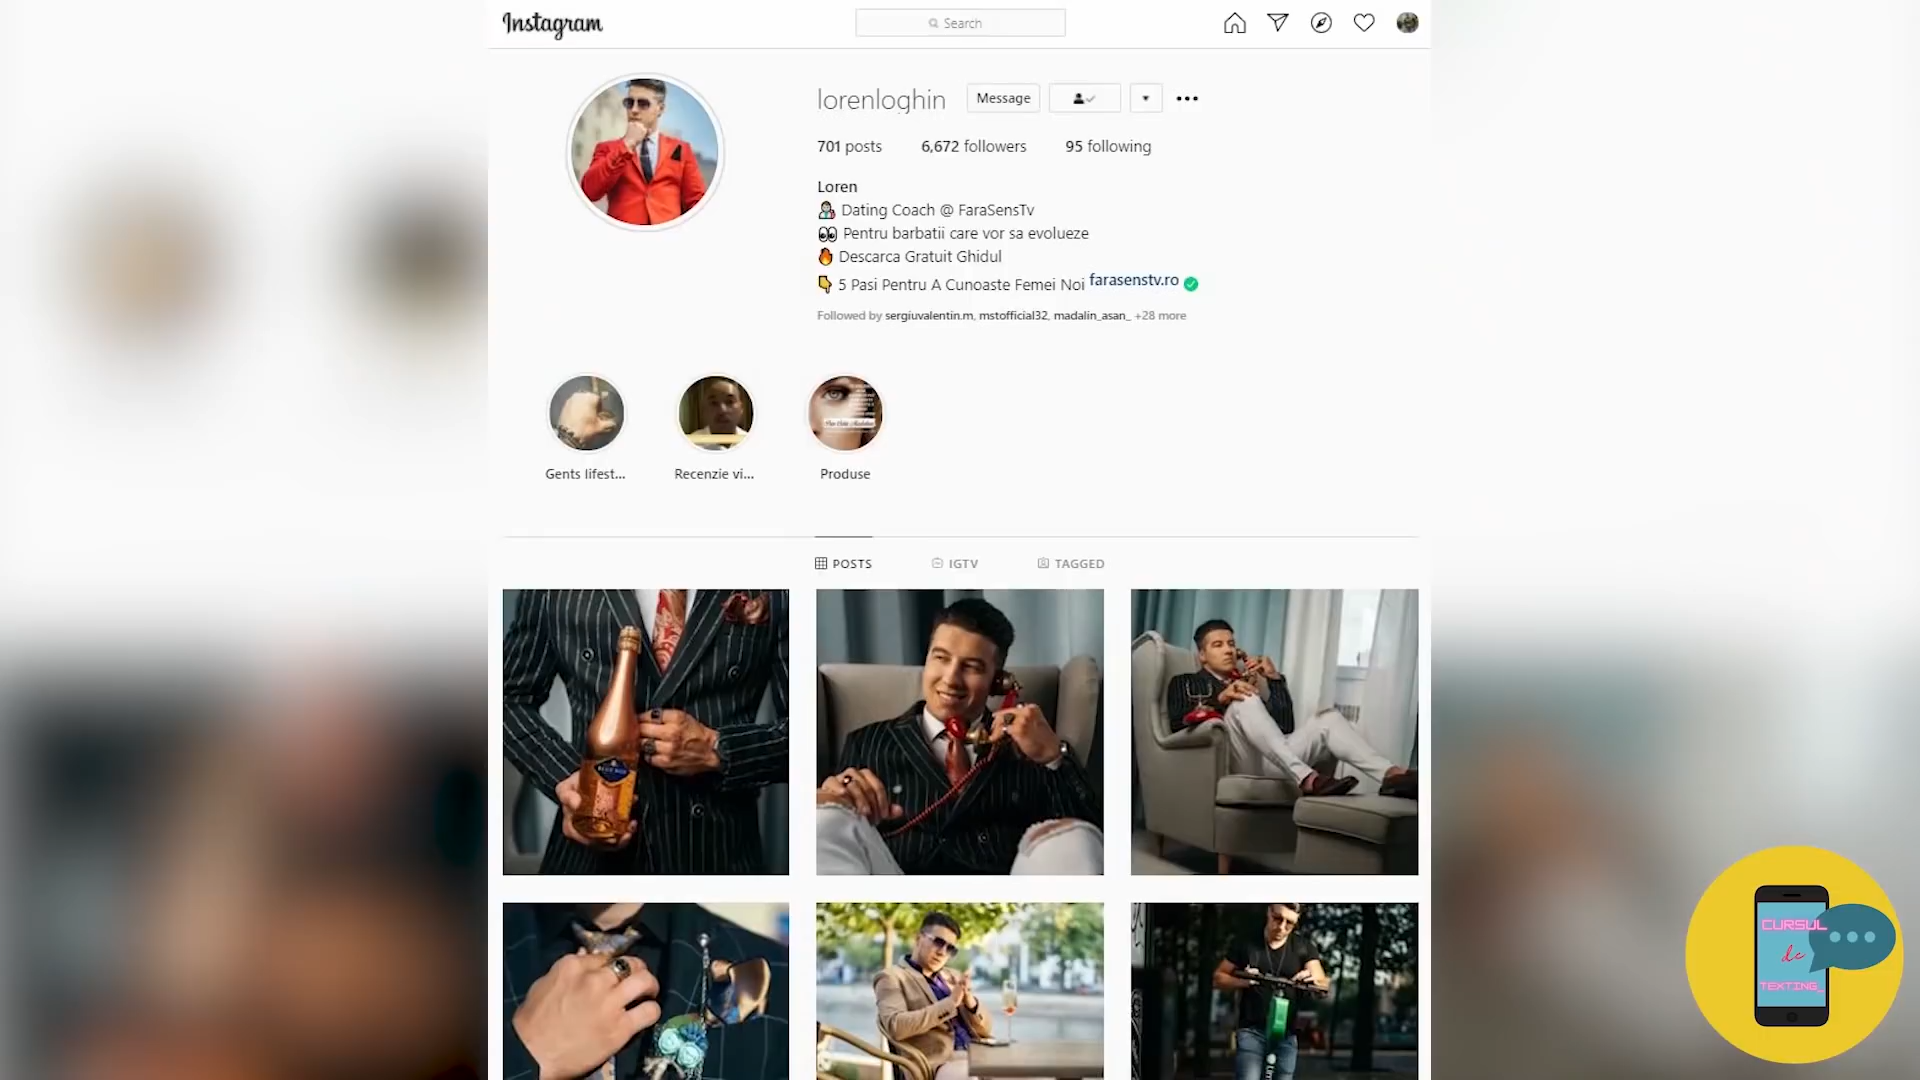 Instagram
Search
lorenloghin
Message
701 posts
6,672 followers
95 following
Loren
Dating Coach @ FaraSensTv
Pentru barbatii care vor sa evolueze
Descarca Gratuit Ghidul
5 Pasi Pentru A Cunoaste Femei Noi farasenstv.ro
Followed by sergiuvalentin.m, mstofficial32, madalin_asan_ +28 more
Gents lifest...
Recenzie vi...
Produse
POSTS
IGTV
TAGGED
CURSUL
de
TEXTING_